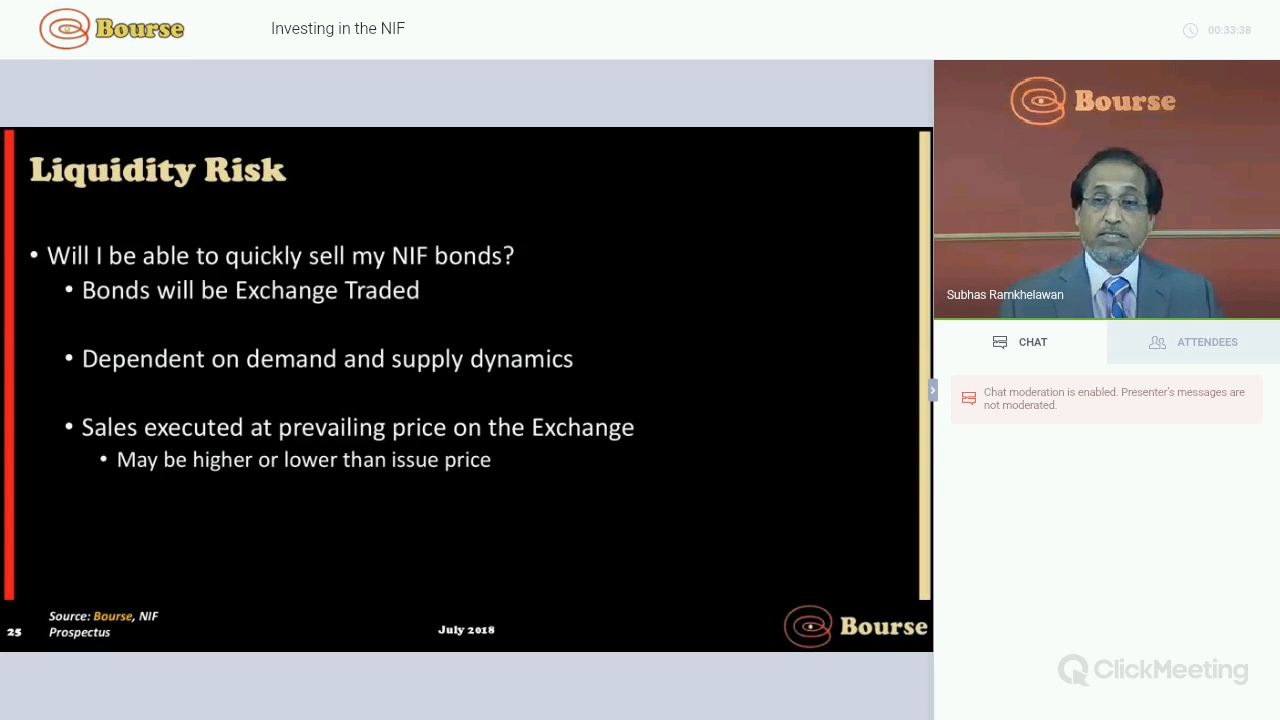 Bourse
Investing in the NIF
00:33:38
Liquidity Risk
• Will I be able to quickly sell my NIF bonds?
• Bonds will be Exchange Traded
• Dependent on demand and supply dynamics
• Sales executed at prevailing price on the Exchange
• May be higher or lower than issue price
25
Source: Bourse, NIF
Prospectus
July 2018
Bourse
Bourse
Subhas Ramkhelawan
CHAT
ATTENDEES
Chat moderation is enabled. Presenter's messages are
not moderated.
ClickMeeting